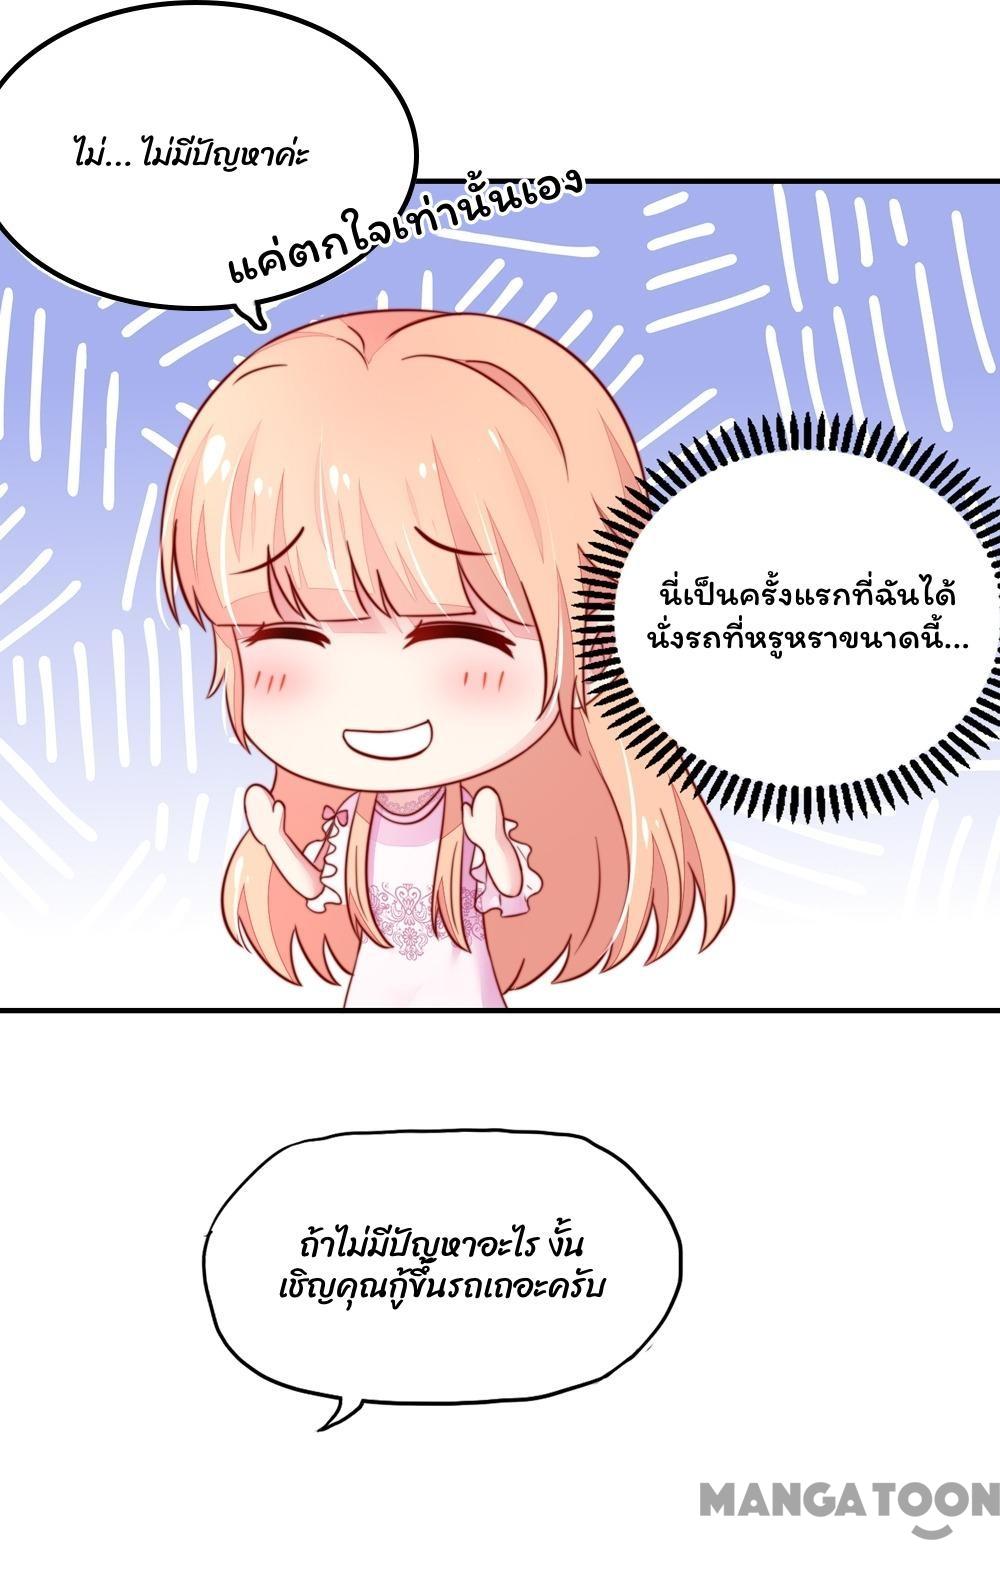 ไม่... ไม่มีปัญหาค่ะ
แค่ตกใจเท่านั้นเอง
นี่เป็นครั้งแรกที่ฉันได้
นั่งรถที่หรูหราขนาดนี้...
ถ้าไม่มีปัญหาอะไร งั้น
เชิญคุณกู้ขึ้นรถเถอะครับ
MANGATOON